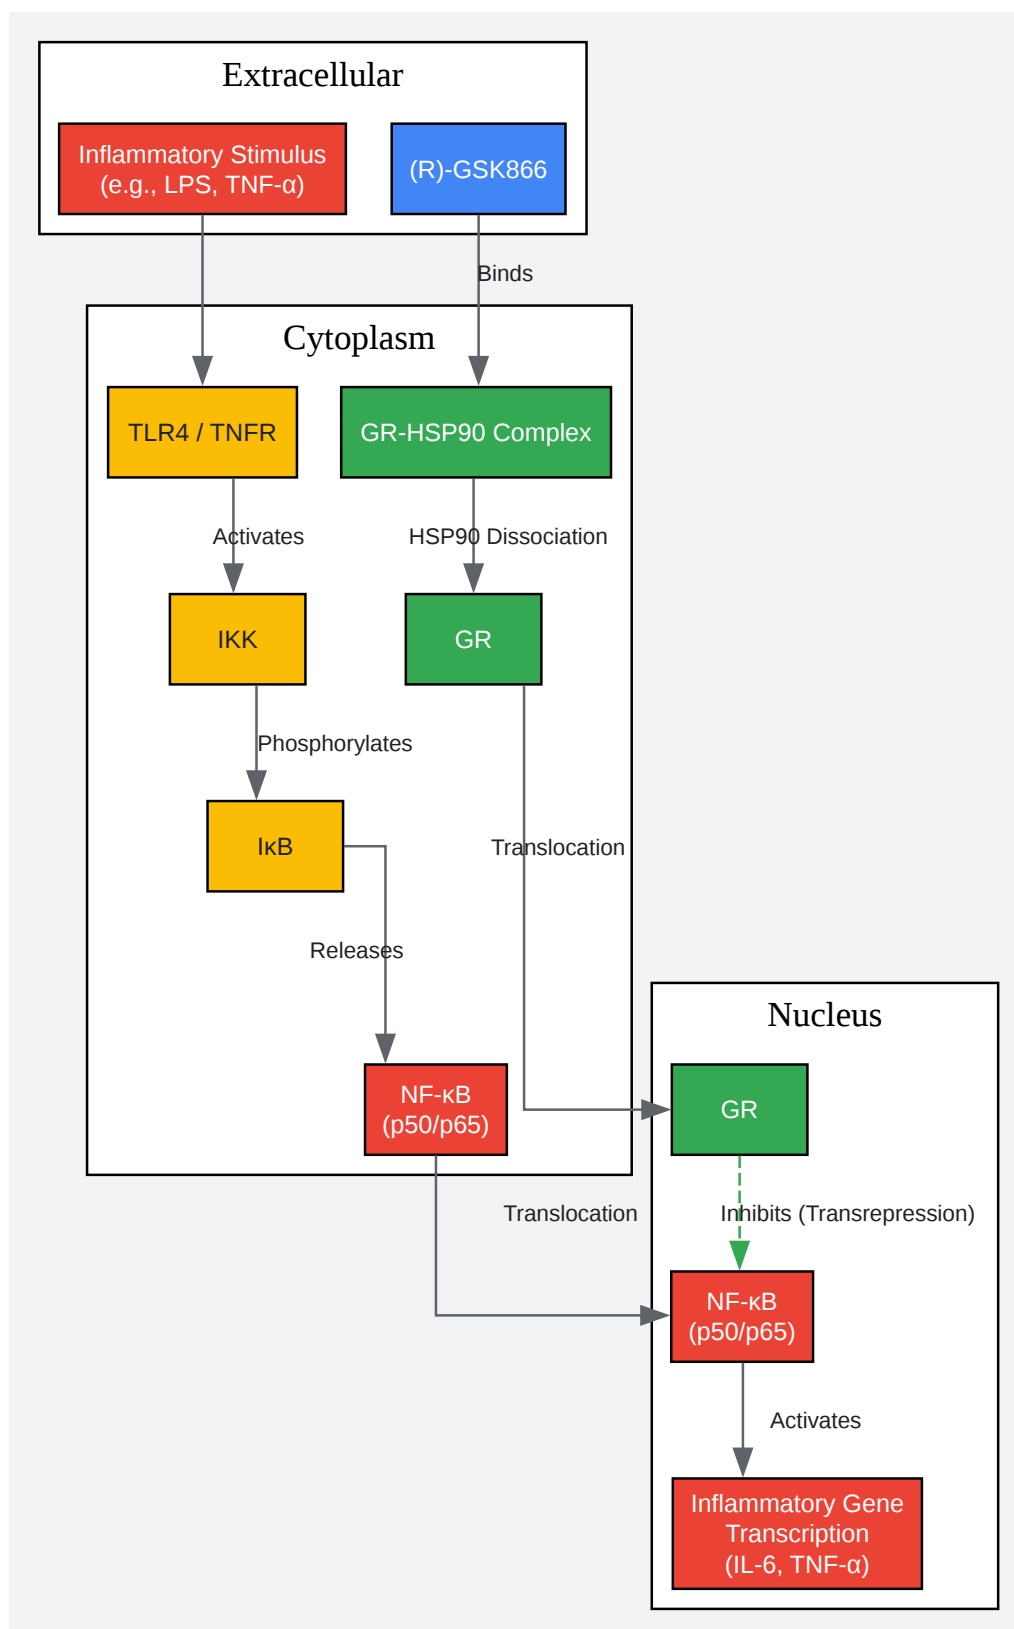 Extracellular
Inflammatory Stimulus
(e.g., LPS, TNF-α)
(R)-GSK866
Binds
Cytoplasm
TLR4 / TNFR
GR-HSP90 Complex
Activates
HSP90 Dissociation
IKK
GR
Phosphorylates
IκB
Translocation
Releases
NF-κB
(p50/p65)
Nucleus
GR
Translocation
Inhibits (Transrepression)
NF-κB
(p50/p65)
Activates
Inflammatory Gene
Transcription
(IL-6, TNF-α)